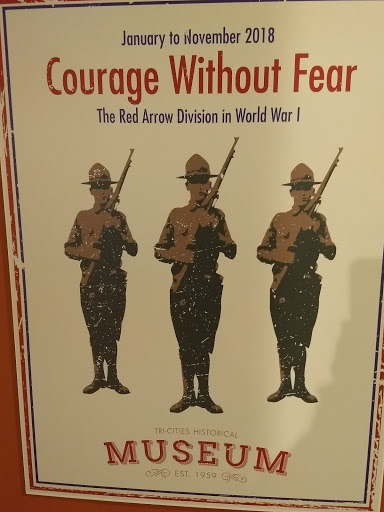 January to November 2018
Courage Without Fear
The Red Arrow Division in World War I
TRI-CITIES HISTORICAL
MUSEUM
EST. 1959